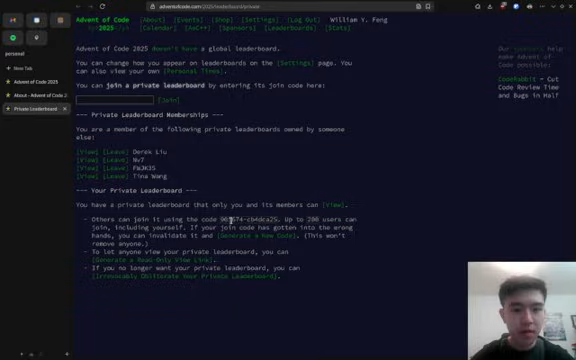 adventofcode.com/2025/leaderboard/private
New Tab
personal
Advent of Code 2025
About - Advent of Code 2
Private Leaderboard
Advent of Code [About] [Events] [Shop] [Settings] [Log Out] William Y. Feng
2025 [Calendar] [AoC++] [Sponsors] [Leaderboards] [Stats]
Advent of Code 2025 doesn't have a global leaderboard.
You can change how you appear on leaderboards on the [Settings] page. You
can also view your own [Personal Times].
You can join a private leaderboard by entering its join code here:
[Join]
--- Private Leaderboard Memberships ---
You are a member of the following private leaderboards owned by someone
else:
[View] [Leave] Derek Liu
[View] [Leave] 9v7
[View] [Leave] FmJK35
[View] [Leave] Tina Wang
--- Your Private Leaderboard ---
You have a private leaderboard that only you and its members can [View].
- Others can join it using the code Up to 200 users can
join, including yourself. If your join code has gotten into the wrong
hands, you can invalidate it and [Generate a New Code]. (This won't
remove anyone.)
- To let anyone view your private leaderboard, you can
[Generate a Read-Only View Link].
- If you no longer want your private leaderboard, you can
[Irrevocably Obliterate Your Private Leaderboard].
Our sponsors help
make Advent of
Code possible:
CodeRabbit - Cut
Code Review Time
and Bugs in Half